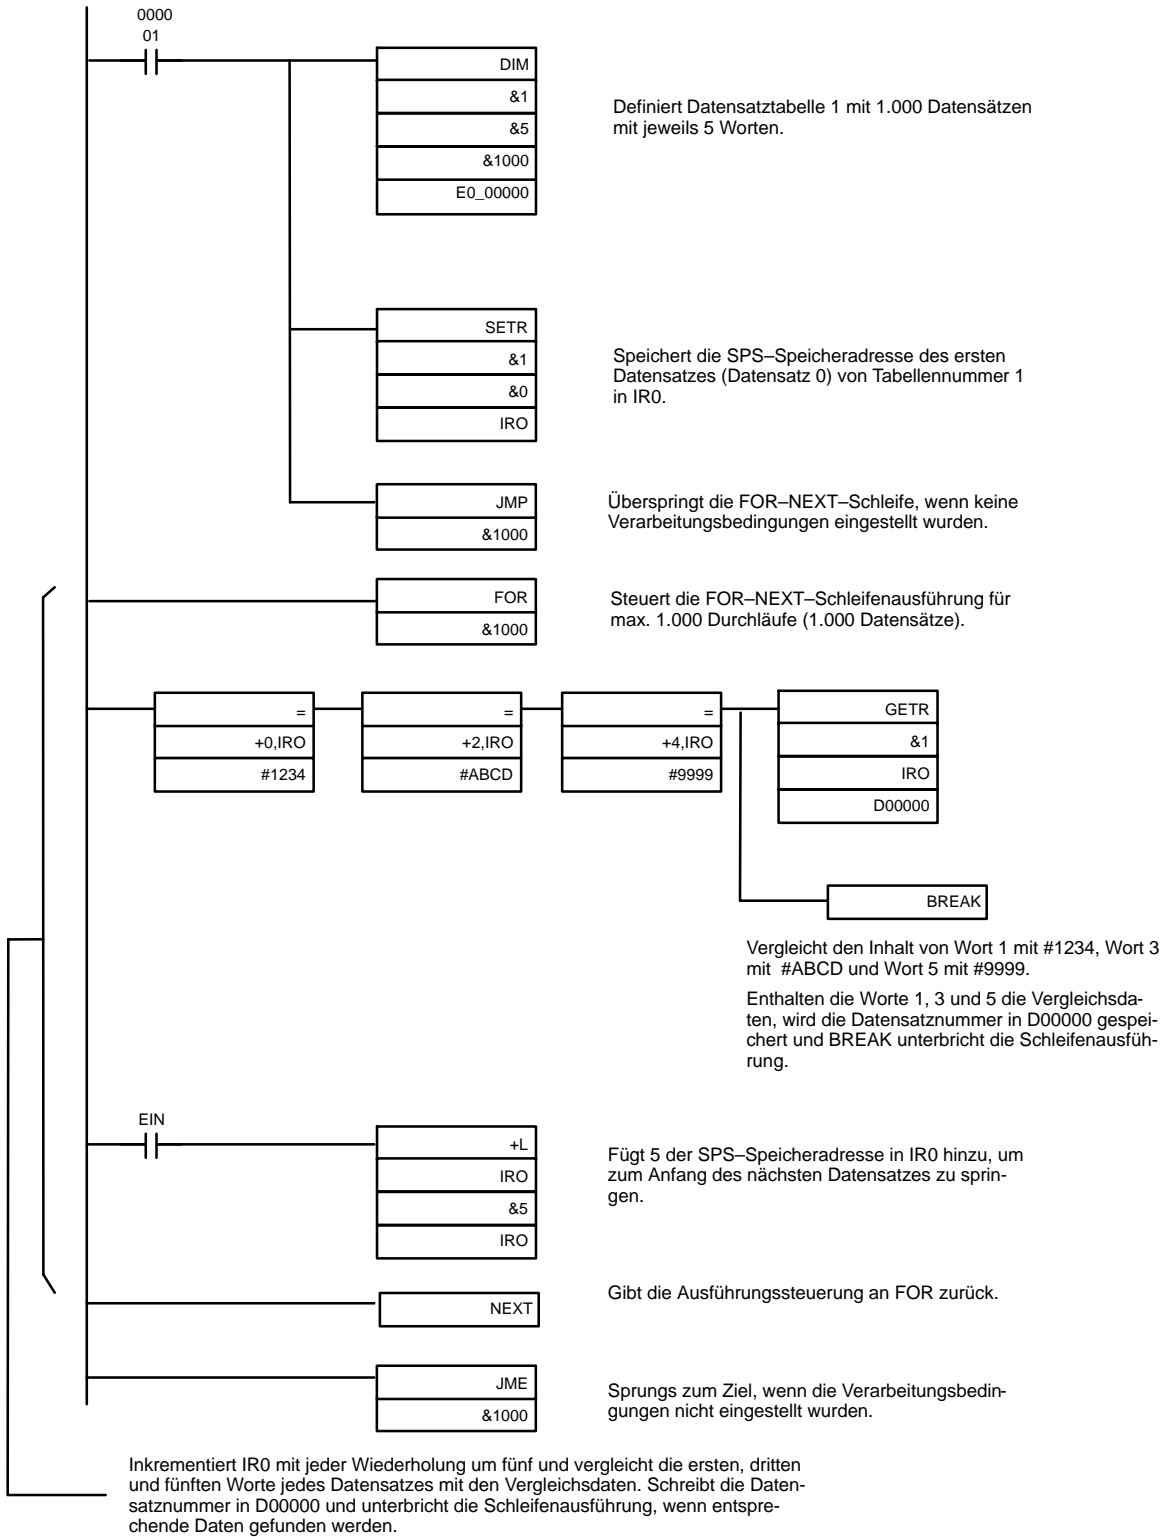 0000
01
DIM
&1
&5
&1000
E0_00000
Definiert Datensatztabelle 1 mit 1.000 Datensätzen
mit jeweils 5 Worten.
SETR
&1
&0
IRO
Speichert die SPS–Speicheradresse des ersten
Datensatzes (Datensatz 0) von Tabellennummer 1
in IR0.
JMP
&1000
Überspringt die FOR–NEXT–Schleife, wenn keine
Verarbeitungsbedingungen eingestellt wurden.
FOR
&1000
Steuert die FOR–NEXT–Schleifenausführung für
max. 1.000 Durchläufe (1.000 Datensätze).
=
+0,IRO
#1234
=
+2,IRO
#ABCD
=
+4,IRO
#9999
GETR
&1
IRO
D00000
BREAK
Vergleicht den Inhalt von Wort 1 mit #1234, Wort 3
mit #ABCD und Wort 5 mit #9999.
Enthalten die Worte 1, 3 und 5 die Vergleichsda-
ten, wird die Datensatznummer in D00000 gespei-
chert und BREAK unterbricht die Schleifenausfüh-
rung.
EIN
+L
IRO
&5
IRO
Fügt 5 der SPS–Speicheradresse in IR0 hinzu, um
zum Anfang des nächsten Datensatzes zu sprin-
gen.
NEXT
Gibt die Ausführungssteuerung an FOR zurück.
JME
&1000
Sprungs zum Ziel, wenn die Verarbeitungsbedin-
gungen nicht eingestellt wurden.
Inkrementiert IR0 mit jeder Wiederholung um fünf und vergleicht die ersten, dritten
und fünften Worte jedes Datensatzes mit den Vergleichsdaten. Schreibt die Daten-
satznummer in D00000 und unterbricht die Schleifenausführung, wenn entspre-
chende Daten gefunden werden.